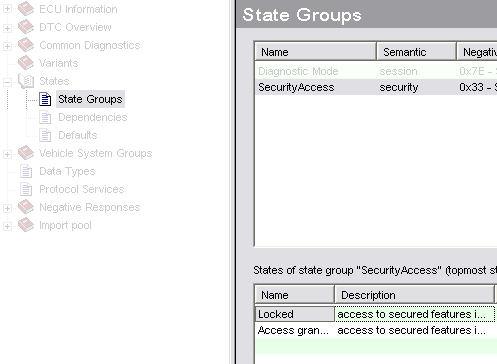 ECU Information
DTC Overview
Common Diagnostics
Variants
States
State Groups
Dependencies
Defaults
Vehicle System Groups
Data Types
Protocol Services
Negative Responses
Import pool
State Groups
Name Semantic Negativ
Diagnostic Mode session 0x7E - S
SecurityAccess security 0x33 - S
States of state group "SecurityAccess" (topmost st
Name Description
Locked access to secured features i...
Access gran... access to secured features i...